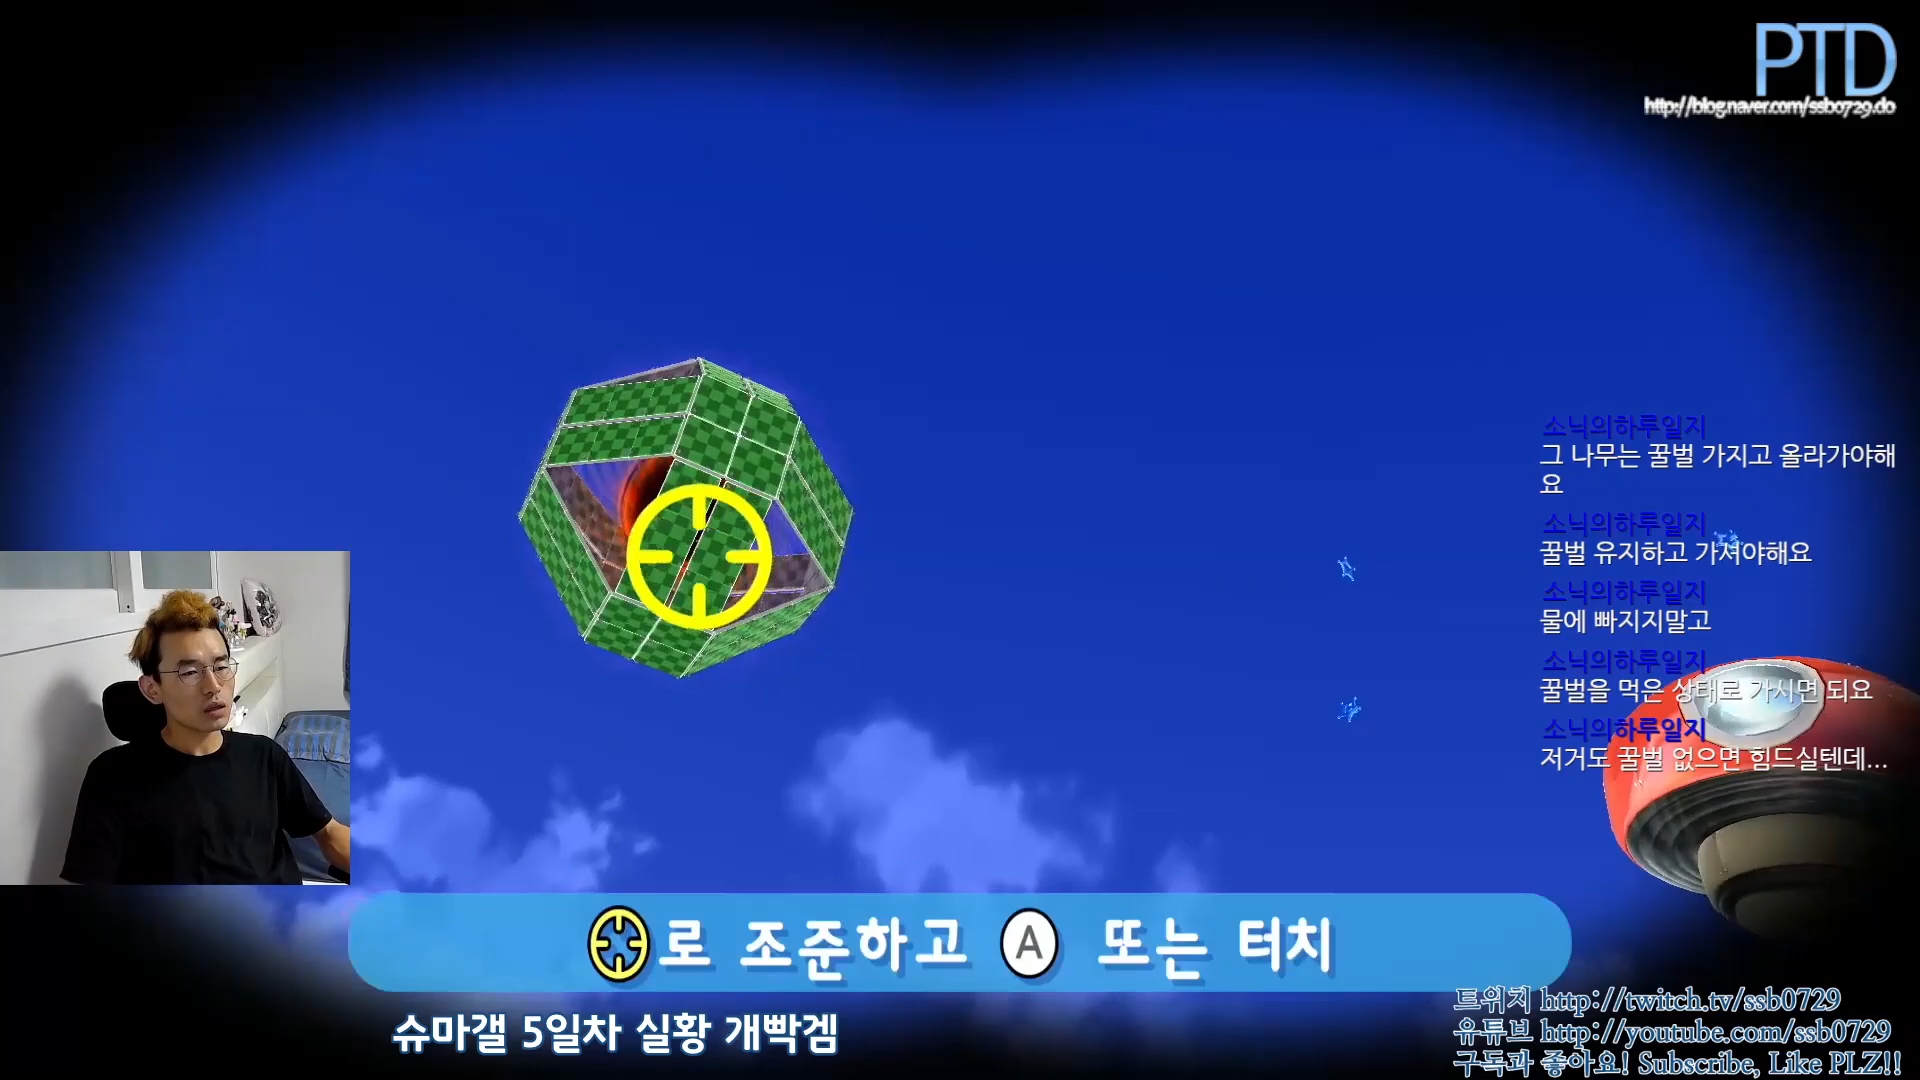 PTD
http://blog.naver.com/ssb0729.do
소닉의하루일지
그 나무는 꿀벌 가지고 올라가야해
요
소닉의하루일지
꿀벌 유지하고 가셔야해요
소닉의하루일지
물에 빠지지말고
소닉의하루일지
꿀벌을 먹은 상태로 가시면 되요
소닉의하루일지
저거도 꿀벌 없으면 힘드실텐데...
로 조준하고 A 또는 터치
슈마갤 5일차 실황 개빡겜
트위치 http://twitch.tv/ssb0729
유튜브 http://youtube.com/ssb0729
구독과 좋아요! Subscribe, Like PLZ!!